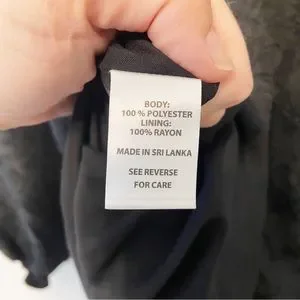 BODY:
100 % POLYESTER
LINING:
100% RAYON
MADE IN SRI LANKA
SEE REVERSE
FOR CARE